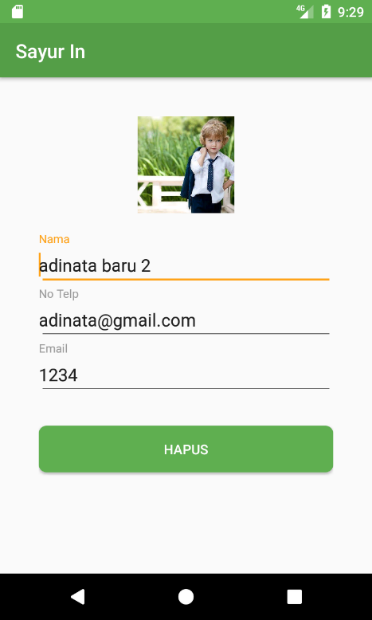 4G 9:29
Sayur In
Nama
adinata baru 2
No Telp
adinata@gmail.com
Email
1234
HAPUS